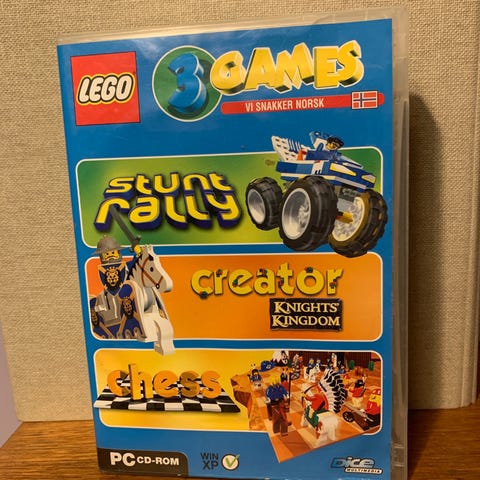 LEGO
3 GAMES
VI SNAKKER NORSK
stunt
rally
creator
KNIGHTS'
KINGDOM
chess
PC CD-ROM
WIN
XP
Dice
MULTIMEDIA